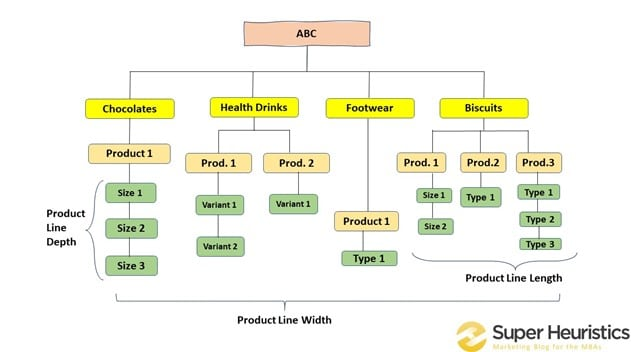 ABC
Chocolates
Health Drinks
Footwear
Biscuits
Product 1
Prod. 1
Prod. 2
Prod. 1
Prod.2
Prod.3
Size 1
Size 2
Size 3
Variant 1
Variant 2
Variant 1
Product 1
Type 1
Size 1
Size 2
Type 1
Type 1
Type 2
Type 3
Product
Line
Depth
Product Line Length
Product Line Width
Super Heuristics
Marketing Blog for the MBAs